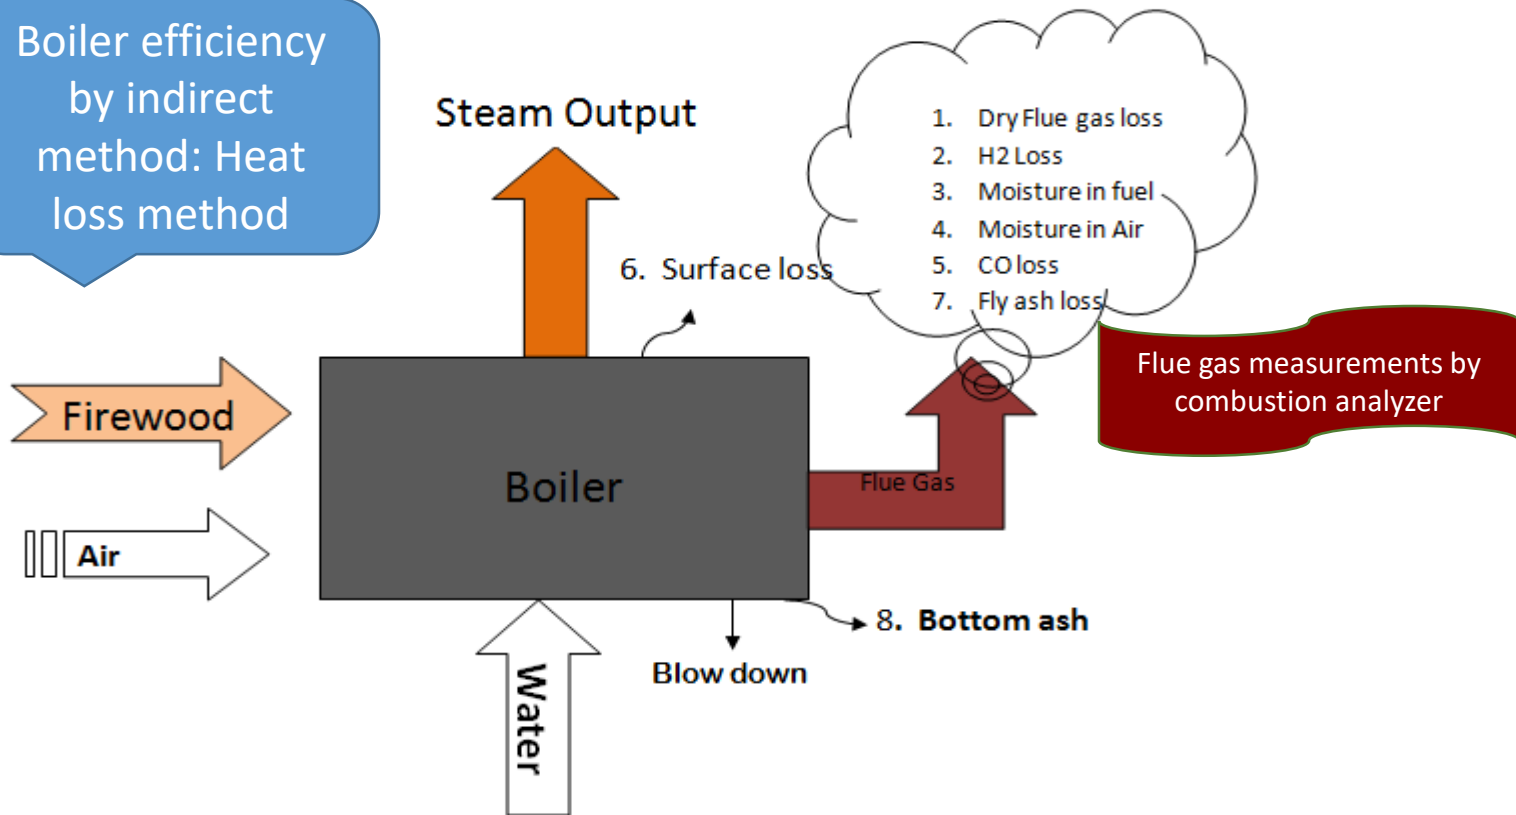 Boiler efficiency
by indirect
method: Heat
loss method
Steam Output
1. Dry Flue gas loss
2. H2 Loss
3. Moisture in fuel
4. Moisture in Air
5. CO loss
7. Fly ash loss
6. Surface loss
Flue gas measurements by
combustion analyzer
Firewood
Boiler
Flue Gas
Air
8. Bottom ash
Blow down
Water